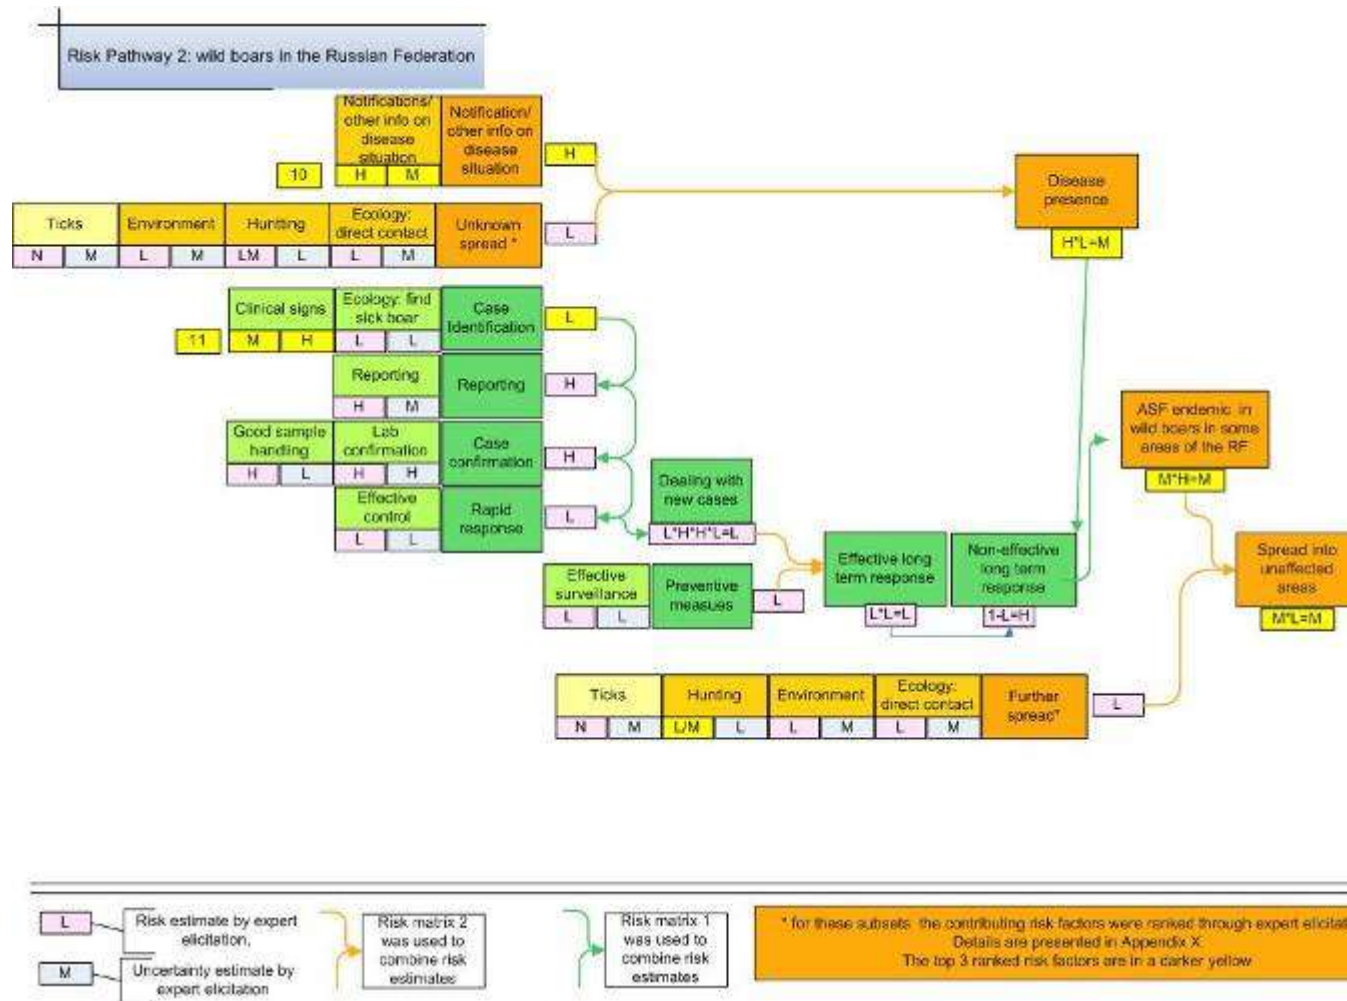 Risk Pathway 2: wild boars in the Russian Federation
Notifications/
other info on
disease
situation
H M
Notification/
other info on
disease
situation
H
10
Disease
presence
H*L=M
Ticks
N M
Environment
L M
Huntting
LM L
Ecology:
direct contact
L M
Unknown
spread *
L
11
Clinical signs
M H
Ecology: find
sick boar
L L
Case
Identification
L
Reporting
H M
Reporting
H
Good sample
handling
H L
Lab
confirmation
H H
Case
confirmation
H
Effective
control
L L
Rapid
response
L
Dealing with
new cases
L*H*H*L=L
Effective
surveillance
L L
Preventive
measues
L
Effective long
term response
L*L=L
Non-effective
long term
response
1-L=H
ASF endemic in
wild boars in some
areas of the RF
M*H=M
Spread into
uneffected
areas
M*L=M
Ticks
N M
Hunting
L/M L
Environment
L M
Ecology:
direct contact
L M
Further
spread*
L
L
Risk estimate by expert
elicitation,
M
Uncertainty estimate by
expert elicitation
Risk matrix 2
was used to
combine risk
estimates
Risk matrix 1
was used to
combine risk
estimates
* for these subsets the contributing risk factors were ranked through expert elicitat
Details are presented in Appendix X
The top 3 ranked risk factors are in a darker yellow